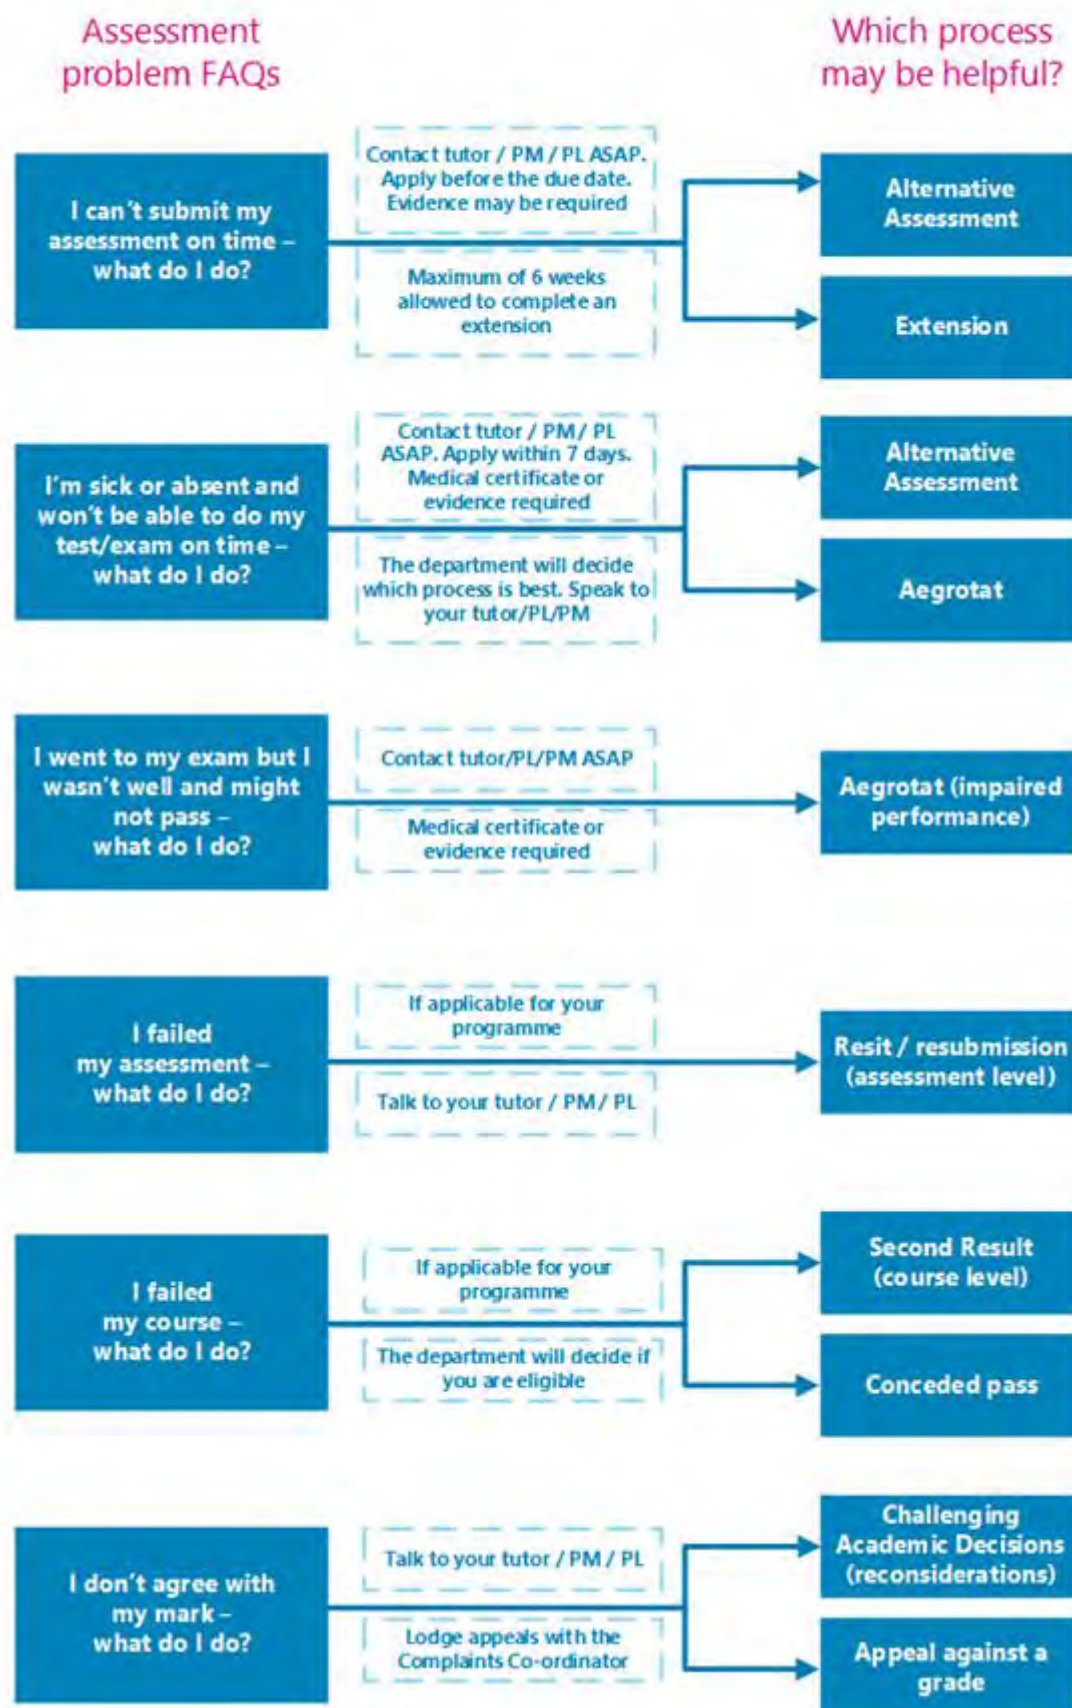 Assessment
problem FAQs
Which process
may be helpful?
I can't submit my
assessment on time –
what do I do?
Contact tutor / PM / PL ASAP.
Apply before the due date.
Evidence may be required
Maximum of 6 weeks
allowed to complete an
extension
Alternative
Assessment
Extension
I'm sick or absent and
won't be able to do my
test/exam on time –
what do I do?
Contact tutor / PM/ PL
ASAP. Apply within 7 days.
Medical certificate or
evidence required
The department will decide
which process is best. Speak to
your tutor/PL/PM
Alternative
Assessment
Aegrotat
I went to my exam but I
wasn't well and might
not pass –
what do I do?
Contact tutor/PL/PM ASAP
Medical certificate or
evidence required
Aegrotat (impaired
performance)
I failed
my assessment –
what do I do?
If applicable for your
programme
Talk to your tutor / PM/ PL
Resit / resubmission
(assessment level)
I failed
my course –
what do I do?
If applicable for your
programme
The department will decide if
you are eligible
Second Result
(course level)
Conceded pass
I don't agree with
my mark –
what do I do?
Talk to your tutor / PM / PL
Lodge appeals with the
Complaints Co-ordinator
Challenging
Academic Decisions
(reconsiderations)
Appeal against a
grade